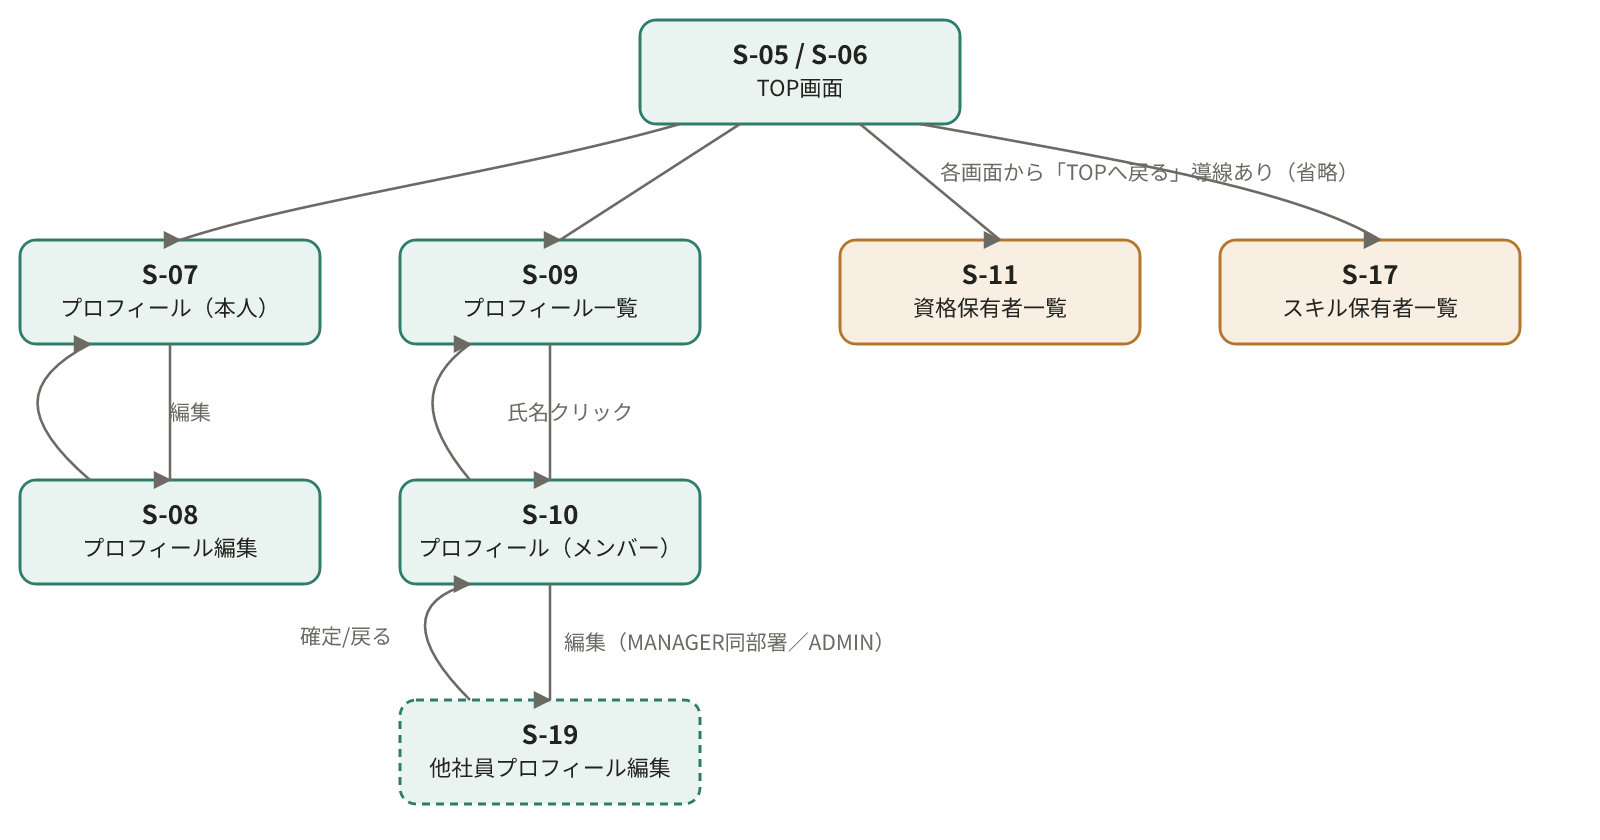 S-05 / S-06
TOP画面
各画面から「TOPへ戻る」導線あり（省略）
S-07
プロフィール（本人）
S-09
プロフィール一覧
S-11
資格保有者一覧
S-17
スキル保有者一覧
編集
氏名クリック
S-08
プロフィール編集
S-10
プロフィール（メンバー）
確定/戻る
編集（MANAGER同部署／ADMIN）
S-19
他社員プロフィール編集